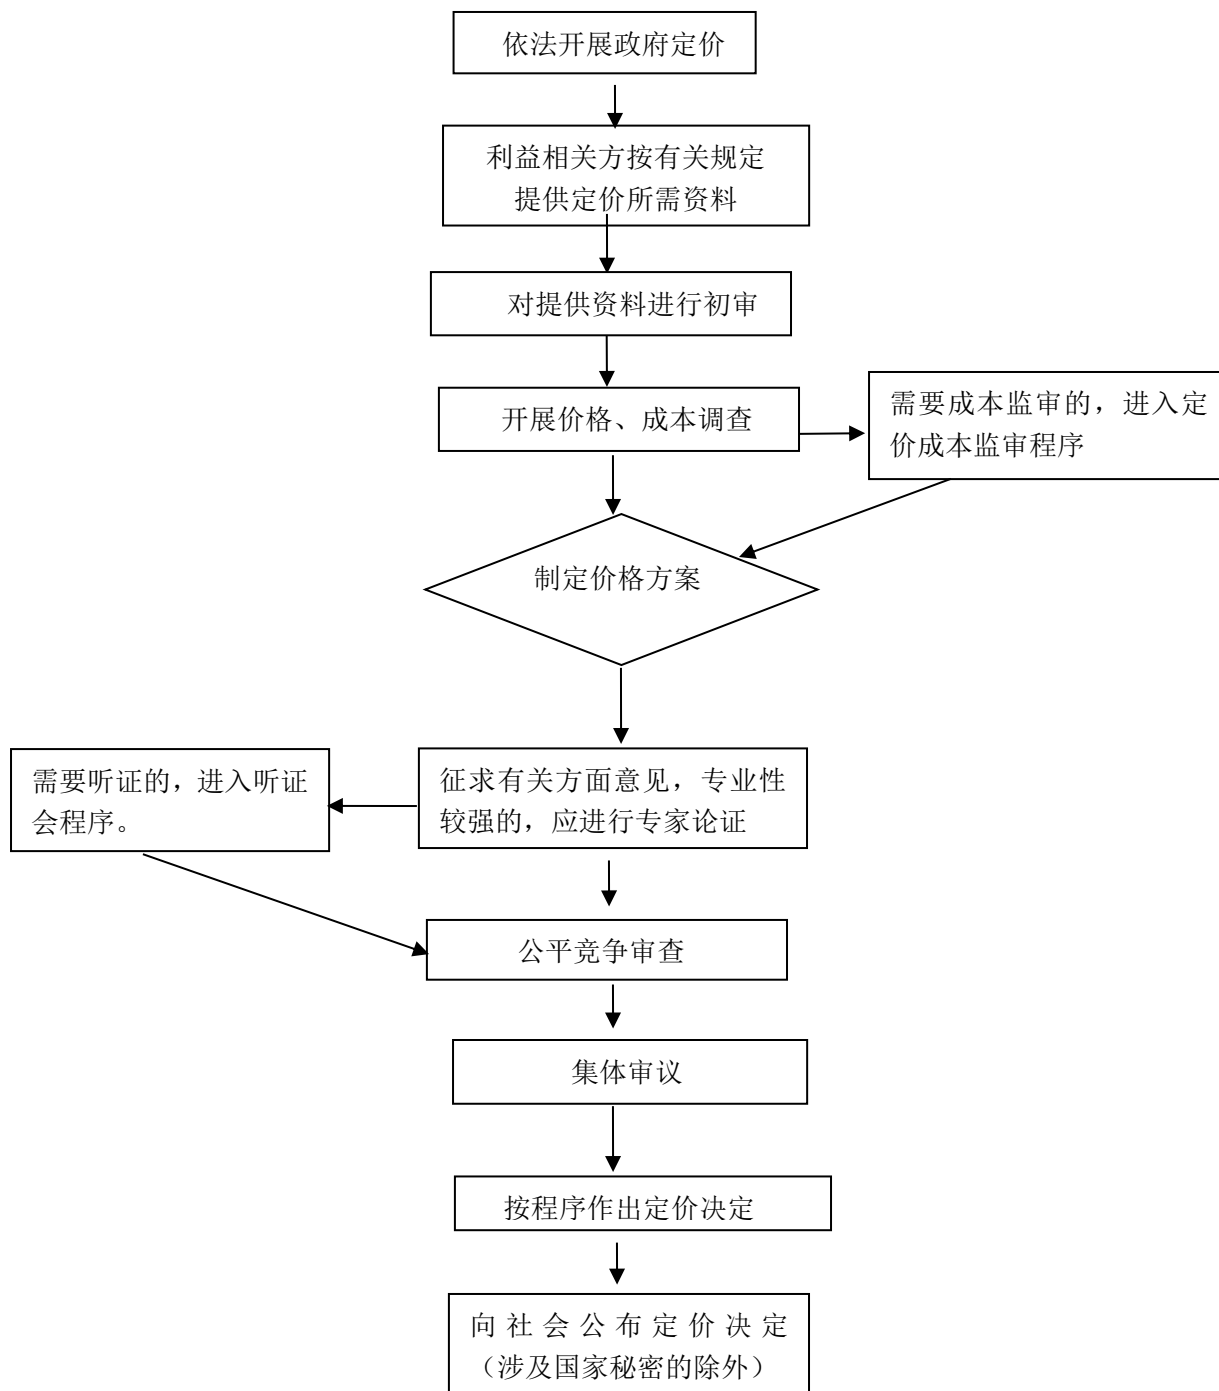 依法开展政府定价
利益相关方按有关规定
提供定价所需资料
对提供资料进行初审
开展价格、成本调查
需要成本监审的，进入定
价成本监审程序
制定价格方案
需要听证的，进入听证
会程序。
征求有关方面意见，专业性
较强的，应进行专家论证
公平竞争审查
集体审议
按程序作出定价决定
向社会公布定价决定
（涉及国家秘密的除外）